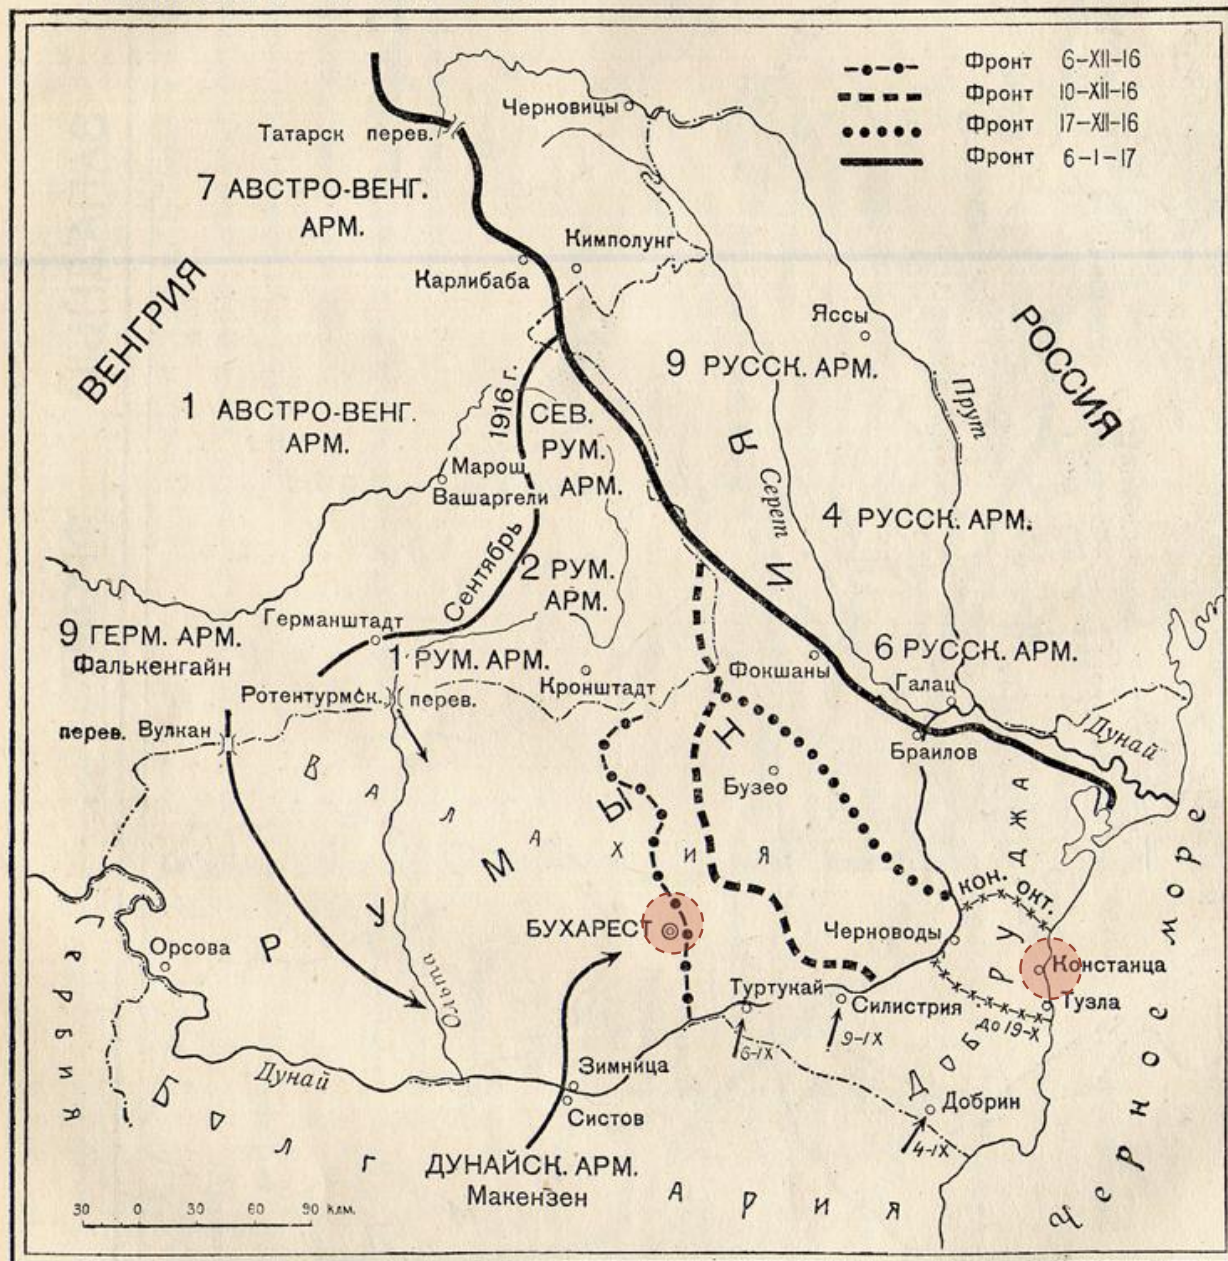 Фронт 6-XII-16
Фронт 10-XII-16
Фронт 17-XII-16
Фронт 6-I-17
Черновицы
Татарск перев.
7 АВСТРО-ВЕНГ.
АРМ.
Кимполунг
Карлибаба
ВЕНГРИЯ
Яссы
РОССИЯ
9 РУССК. АРМ.
Прут
1 АВСТРО-ВЕНГ.
АРМ.
1916 г.
СЕВ.
РУМ.
АРМ.
Марош
Вашаргели
Серет
4 РУССК. АРМ.
Сентябрь
2 РУМ.
АРМ.
Германштадт
9 ГЕРМ. АРМ.
Фалькенгайн
1 РУМ. АРМ.
Кронштадт
Фокшаны
6 РУССК. АРМ.
Галац
Ротентурмск. перев.
перев. Вулкан
Дунай
Браилов
Бузео
ВАЛАХИЯ
РУМЫНИЯ
кон. окт.
БУХАРЕСТ
Черноводы
Констанца
Орсова
Ольта
Туртукай
Силистрия
Тузла
до 19-X
6-IX
9-IX
ДОБРУДЖА
СЕРБИЯ
Дунай
Зимница
Систов
Добрин
4-IX
ДУНАЙСК. АРМ.
Макензен
БОЛГАРИЯ
Черное море
30 0 30 60 90 клм.